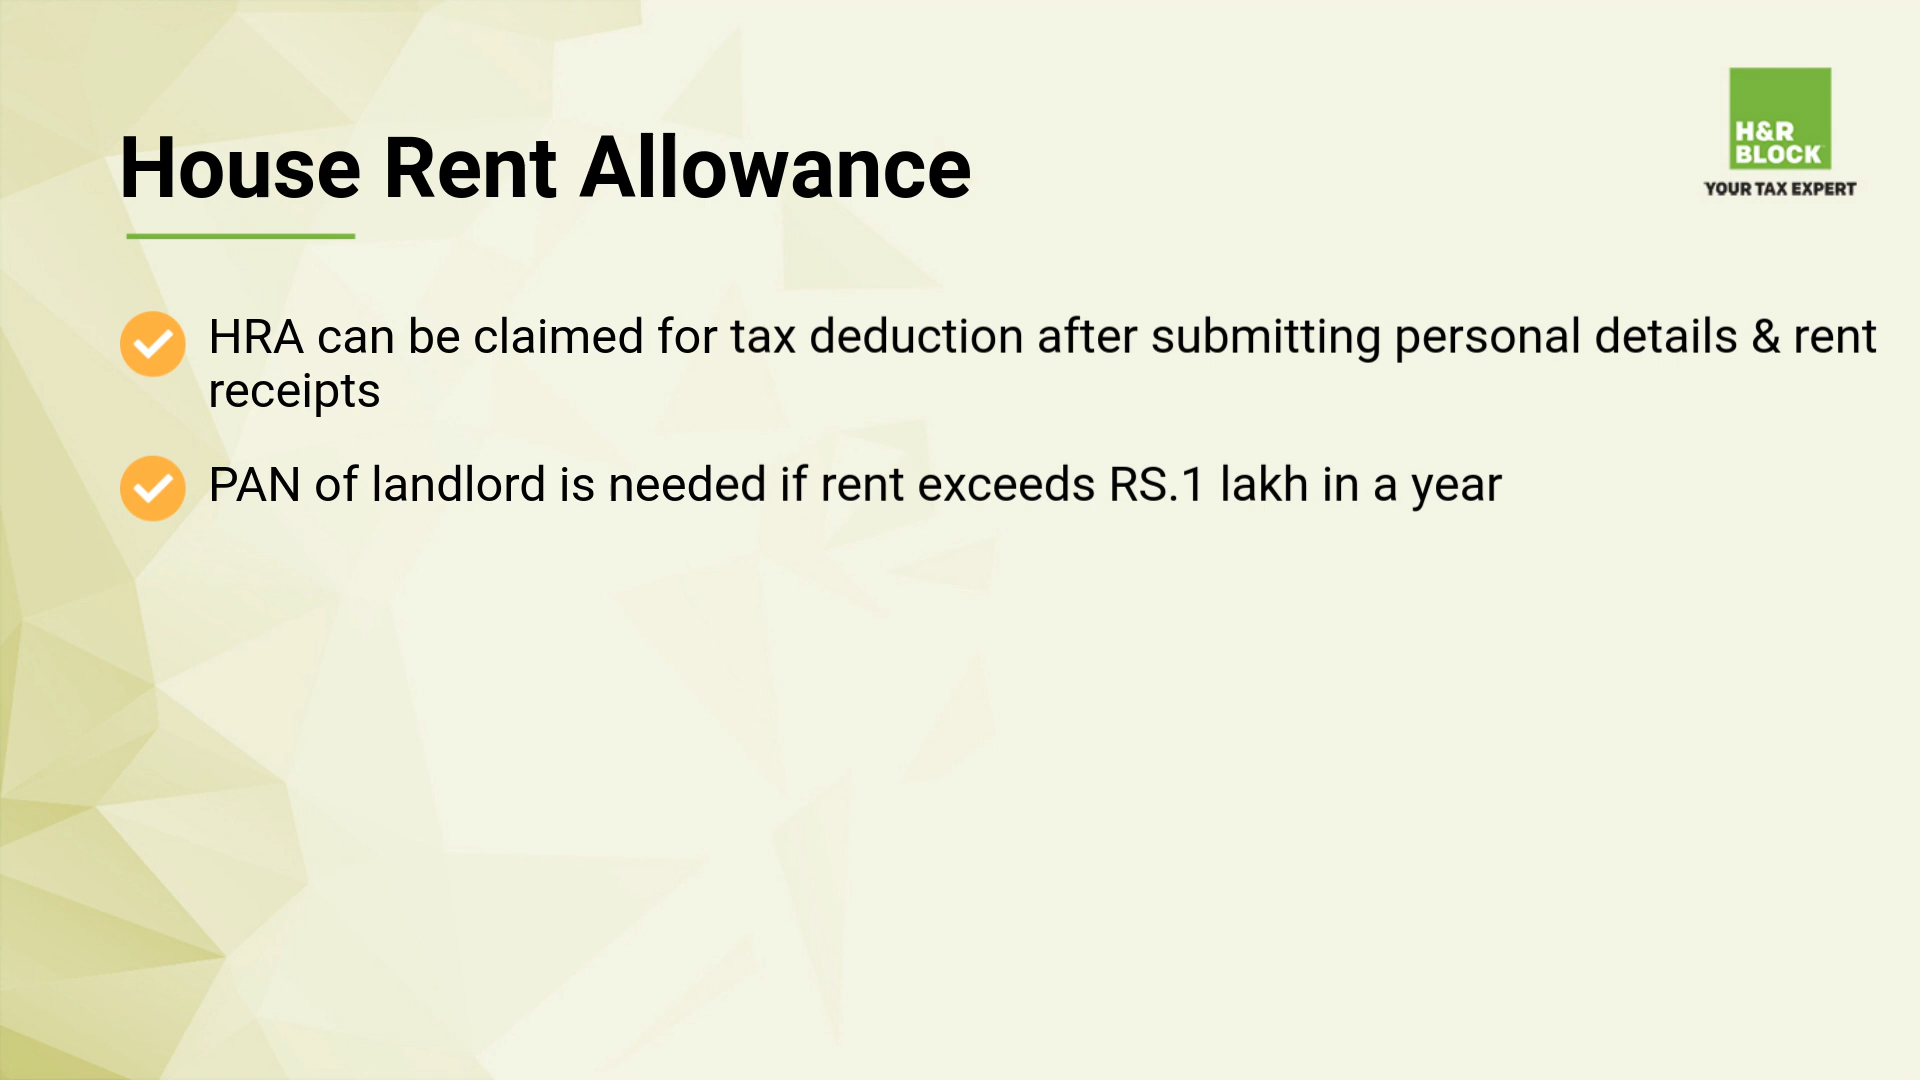 H&R
BLOCK
YOUR TAX EXPERT
House Rent Allowance
HRA can be claimed for tax deduction after submitting personal details & rent
receipts
PAN of landlord is needed if rent exceeds RS.1 lakh in a year